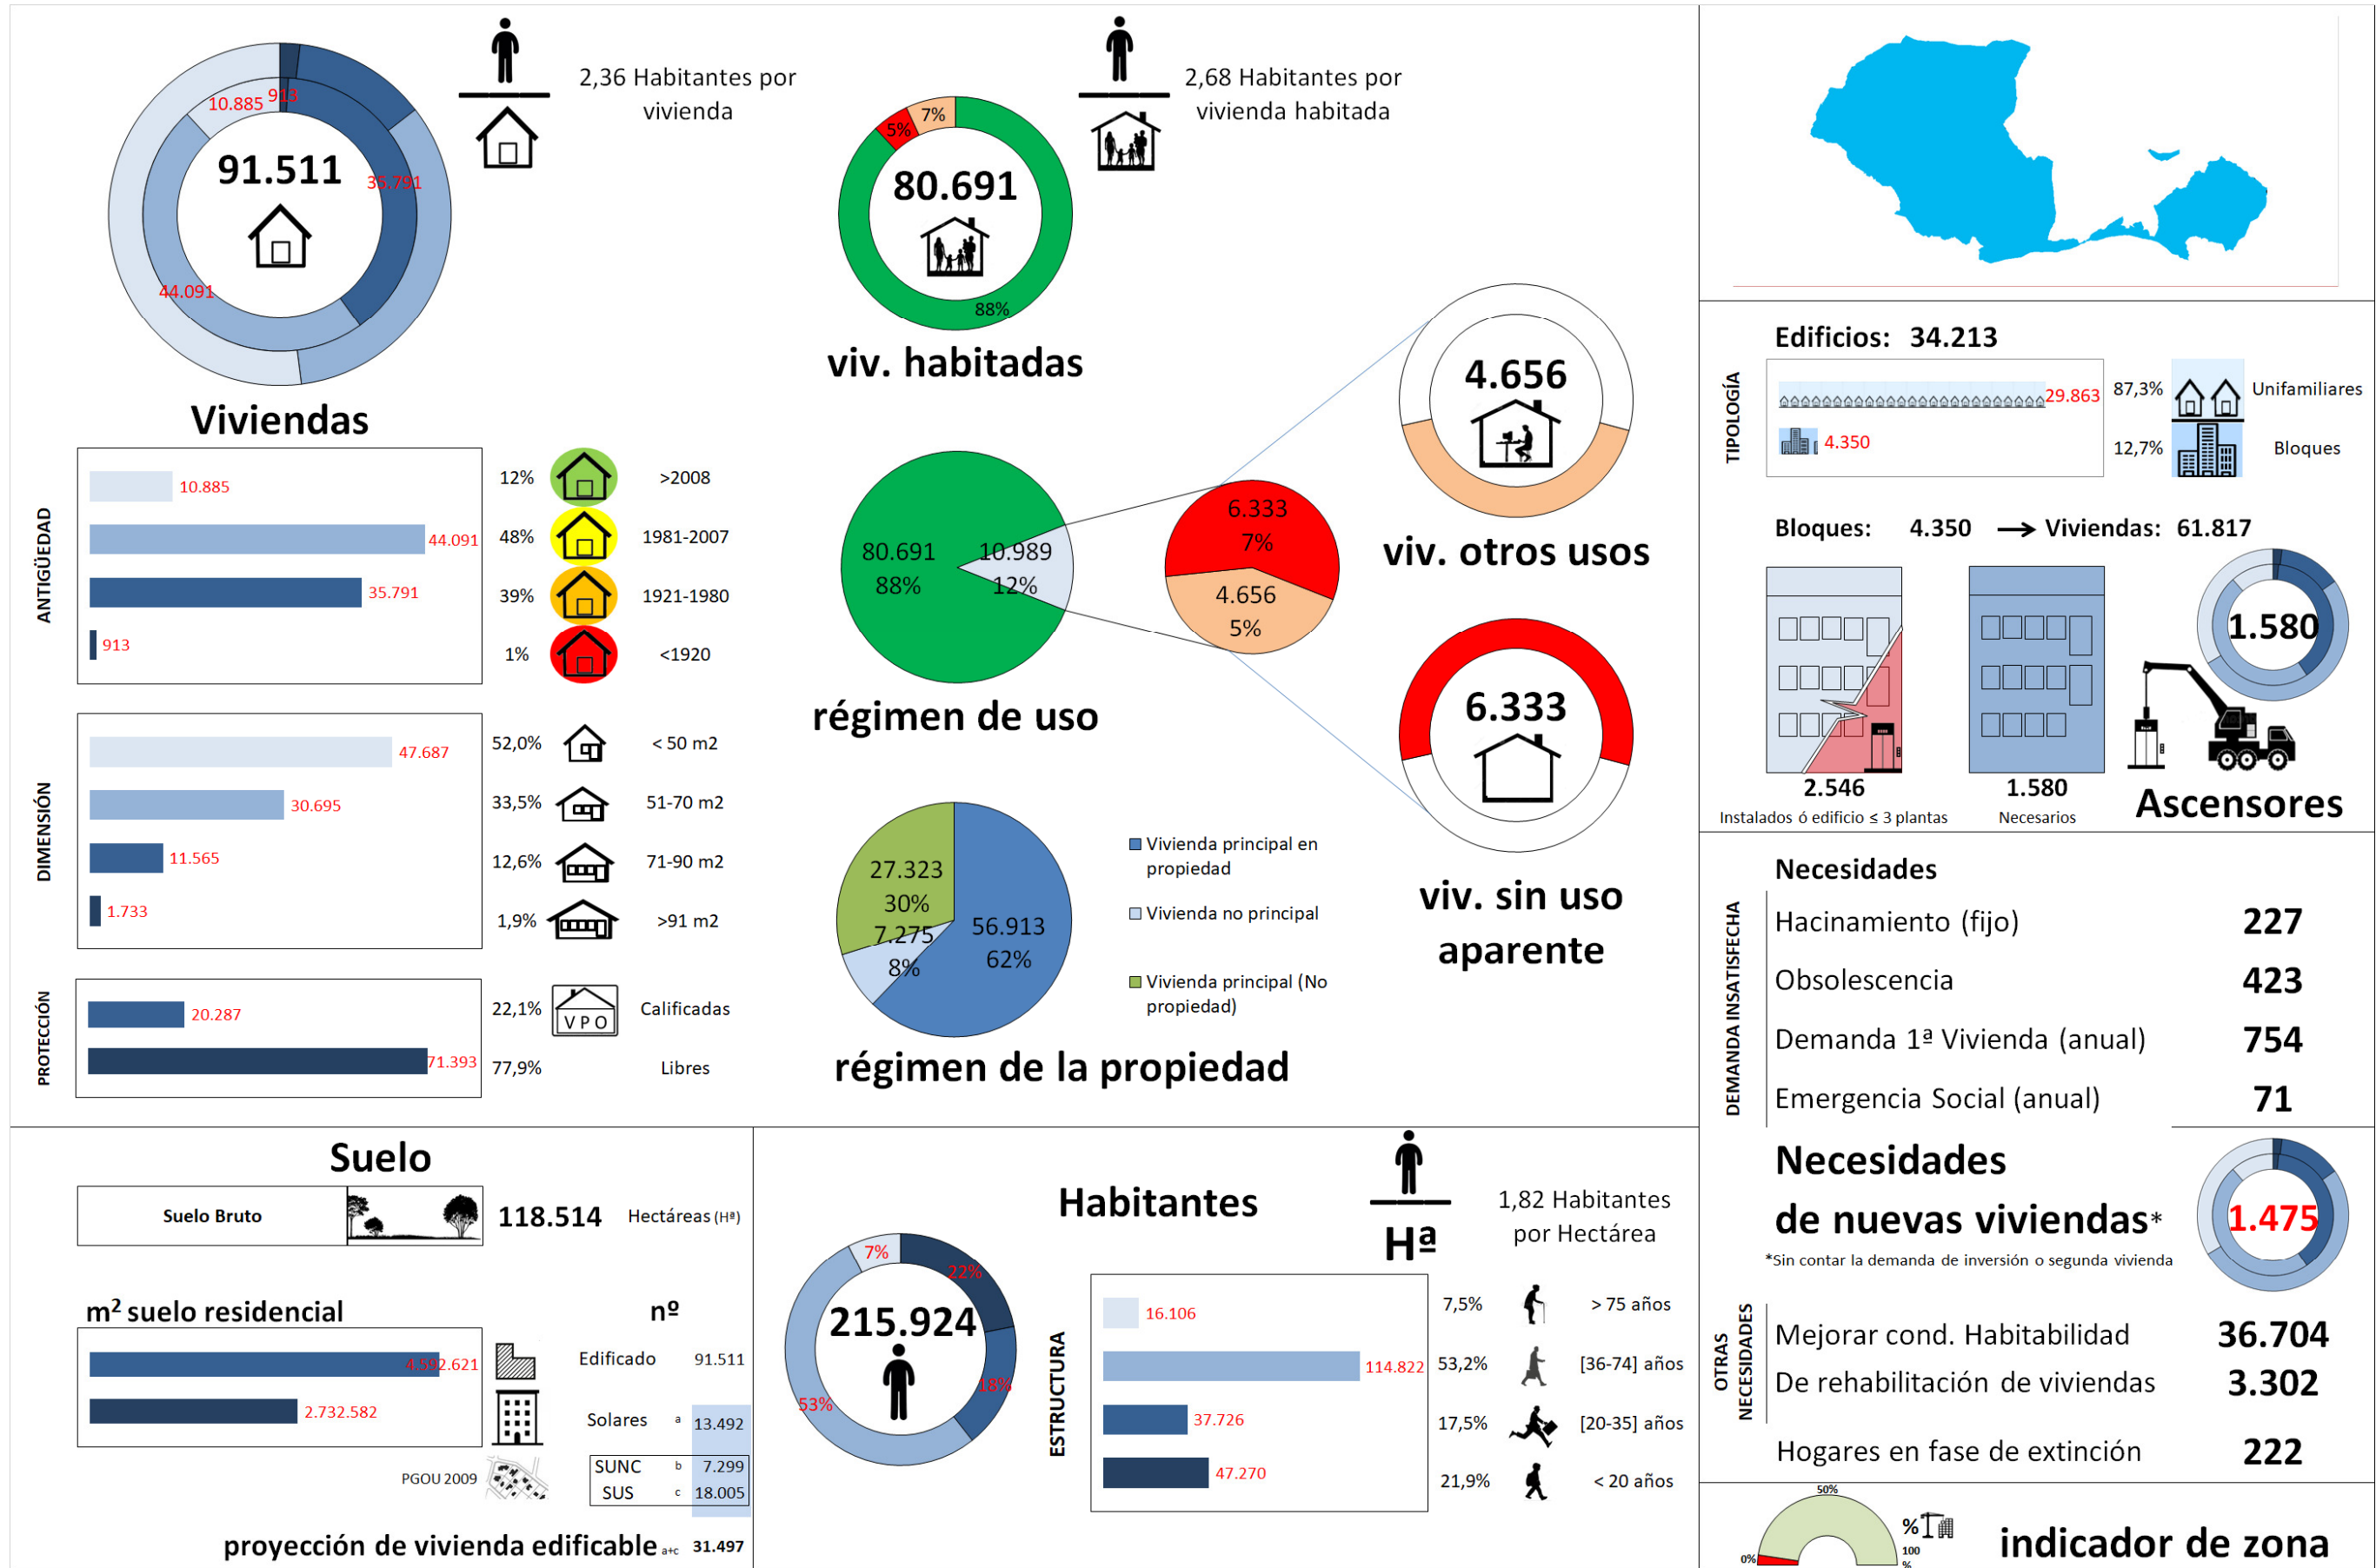 10.885
913
91.511
35.791
44.091
Viviendas
2,36 Habitantes por
vivienda
7%
5%
80.691
88%
viv. habitadas
2,68 Habitantes por
vivienda habitada
ANTIGÜEDAD
10.885
12%
>2008
44.091
48%
1981-2007
35.791
39%
1921-1980
913
1%
<1920
DIMENSIÓN
47.687
52,0%
< 50 m2
30.695
33,5%
51-70 m2
11.565
12,6%
71-90 m2
1.733
1,9%
>91 m2
PROTECCIÓN
20.287
22,1%
V P O
Calificadas
71.393
77,9%
Libres
80.691
88%
10.989
12%
régimen de uso
6.333
7%
4.656
5%
4.656
viv. otros usos
6.333
viv. sin uso
aparente
27.323
30%
7.275
8%
56.913
62%
Vivienda principal en
propiedad
Vivienda no principal
Vivienda principal (No
propiedad)
régimen de la propiedad
Edificios: 34.213
TIPOLOGÍA
29.863
87,3%
Unifamiliares
4.350
12,7%
Bloques
Bloques: 4.350 → Viviendas: 61.817
1.580
2.546
Instalados ó edificio ≤ 3 plantas
1.580
Necesarios
Ascensores
DEMANDA INSATISFECHA
Necesidades
Hacinamiento (fijo) 227
Obsolescencia 423
Demanda 1ª Vivienda (anual) 754
Emergencia Social (anual) 71
Necesidades
de nuevas viviendas*
1.475
*Sin contar la demanda de inversión o segunda vivienda
OTRAS
NECESIDADES
Mejorar cond. Habitabilidad 36.704
De rehabilitación de viviendas 3.302
Hogares en fase de extinción 222
50%
0%
%
100
%
indicador de zona
Suelo
Suelo Bruto
118.514 Hectáreas (Hª)
m² suelo residencial
nº
4.592.621
Edificado 91.511
2.732.582
Solares a 13.492
PGOU 2009
SUNC b 7.299
SUS c 18.005
proyección de vivienda edificable a+c 31.497
Habitantes
Hª
1,82 Habitantes
por Hectárea
7%
22%
215.924
18%
53%
ESTRUCTURA
16.106
7,5%
> 75 años
114.822
53,2%
[36-74] años
37.726
17,5%
[20-35] años
47.270
21,9%
< 20 años